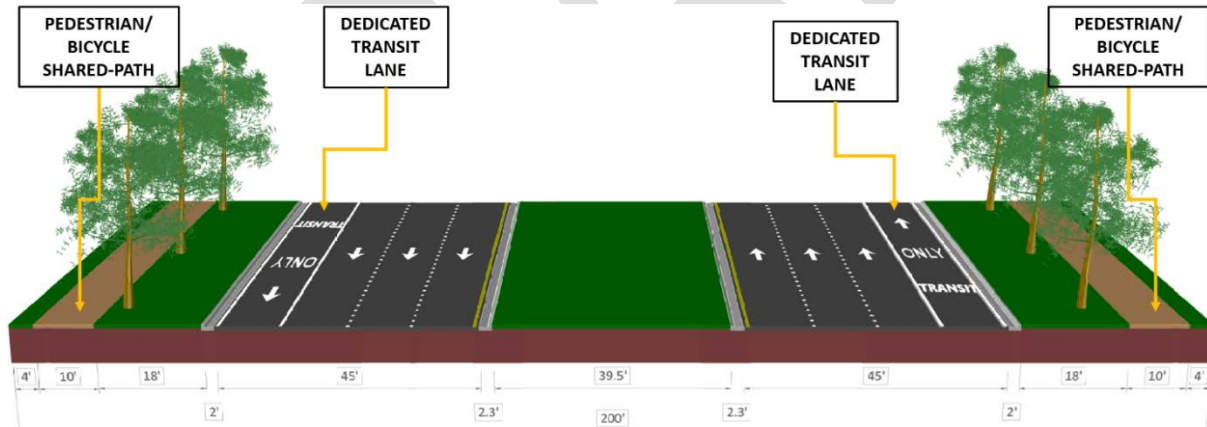 PEDESTRIAN/
BICYCLE
SHARED-PATH
DEDICATED
TRANSIT
LANE
DEDICATED
TRANSIT
LANE
PEDESTRIAN/
BICYCLE
SHARED-PATH
TRANSIT
ONLY
ONLY
TRANSIT
4' 10' 18' 45' 39.5' 45' 18' 10' 4'
2' 2.3' 200' 2.3' 2'